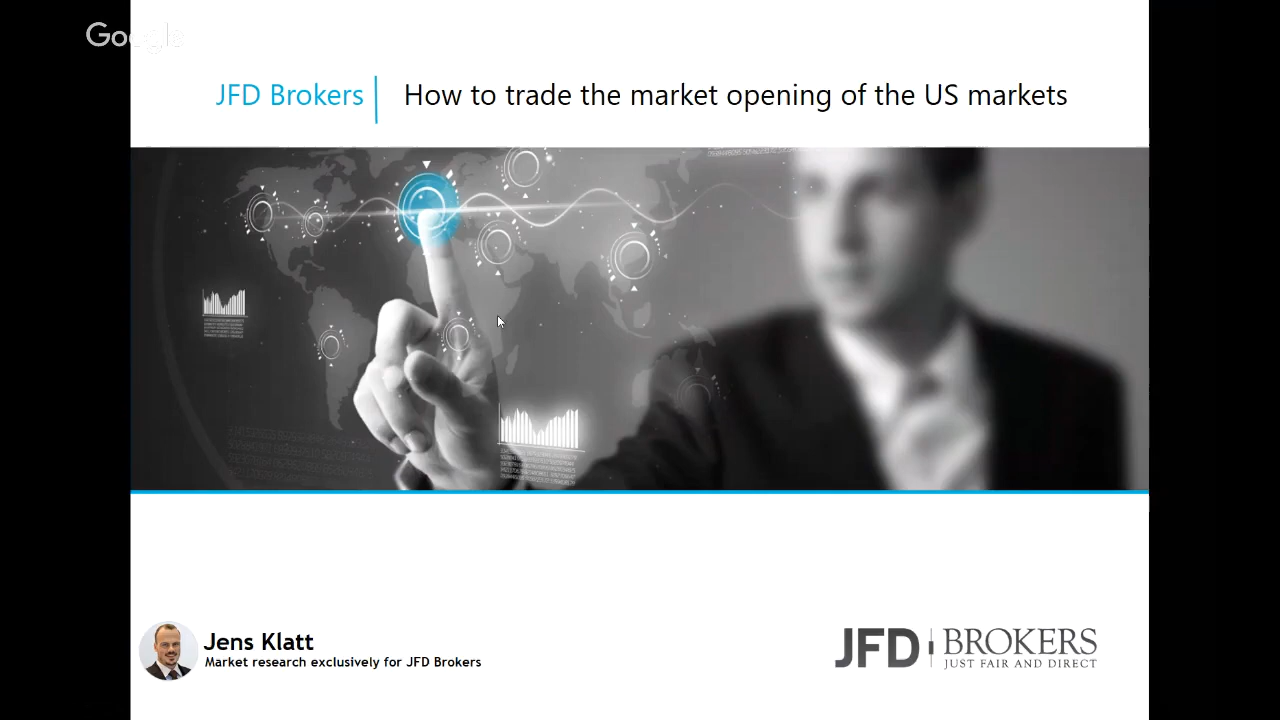 Google
JFD Brokers
How to trade the market opening of the US markets
Jens Klatt
Market research exclusively for JFD Brokers
JFD BROKERS
JUST FAIR AND DIRECT